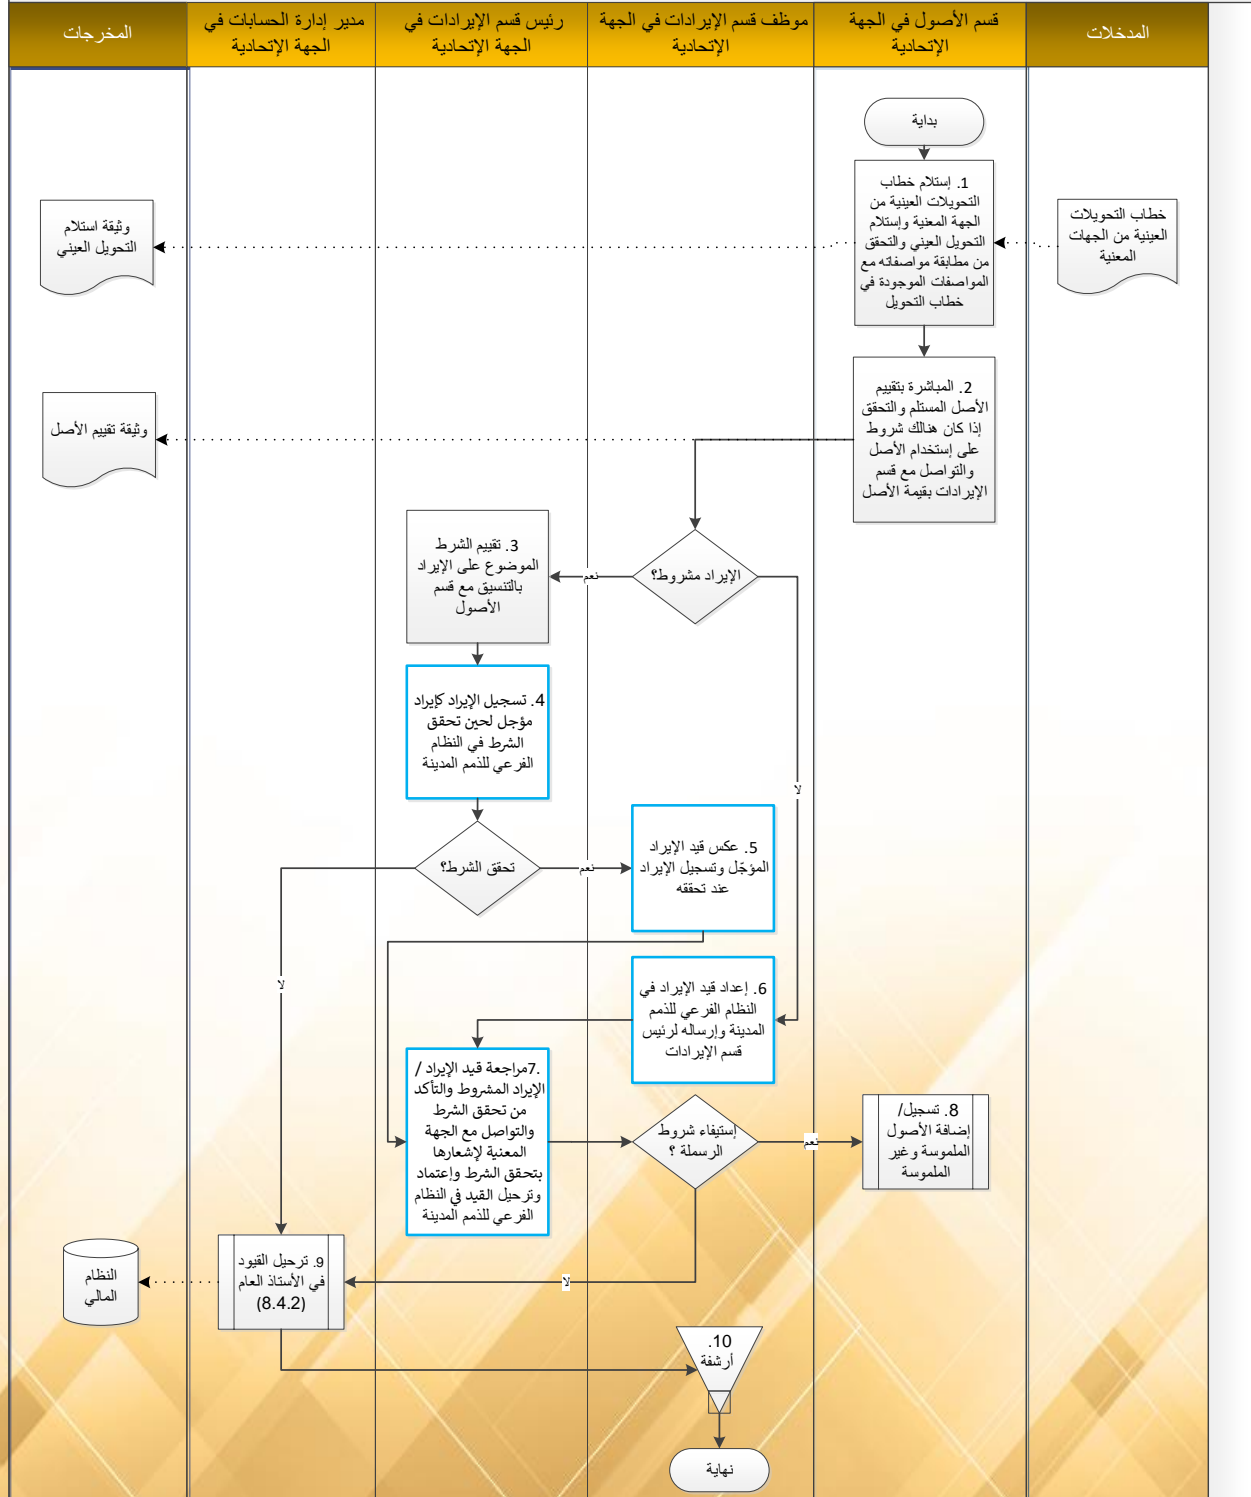 المدخلات
قسم الأصول في الجهة
الإتحادية
موظف قسم الإيرادات في الجهة
الإتحادية
رئيس قسم الإيرادات في
الجهة الإتحادية
مدير إدارة الحسابات في
الجهة الإتحادية
المخرجات
بداية
1. إستلام خطاب
التحويلات العينية من
الجهة المعنية وإستلام
التحويل العيني والتحقق
من مطابقة مواصفاته مع
المواصفات الموجودة في
خطاب التحويل
خطاب التحويلات
العينية من الجهات
المعنية
وثيقة استلام
التحويل العيني
2. المباشرة بتقييم
الأصل المستلم والتحقق
إذا كان هنالك شروط
على إستخدام الأصل
والتواصل مع قسم
الإيرادات بقيمة الأصل
وثيقة تقييم الأصل
الإيراد مشروط؟
نعم
لا
3. تقييم الشرط
الموضوع على الإيراد
بالتنسيق مع قسم
الأصول
4. تسجيل الإيراد كإيراد
مؤجل لحين تحقق
الشرط في النظام
الفرعي للذمم المدينة
تحقق الشرط؟
نعم
لا
5. عكس قيد الإيراد
المؤجّل وتسجيل الإيراد
عند تحققه
6. إعداد قيد الإيراد في
النظام الفرعي للذمم
المدينة وإرساله لرئيس
قسم الإيرادات
7.مراجعة قيد الإيراد /
الإيراد المشروط والتأكد
من تحقق الشرط
والتواصل مع الجهة
المعنية لإشعارها
بتحقق الشرط وإعتماد
وترحيل القيد في النظام
الفرعي للذمم المدينة
إستيفاء شروط
الرسملة ؟
نعم
لا
8. تسجيل/
إضافة الأصول
الملموسة وغير
الملموسة
9. ترحيل القيود
في الأستاذ العام
(8.4.2)
النظام
المالي
10.
أرشفة
نهاية